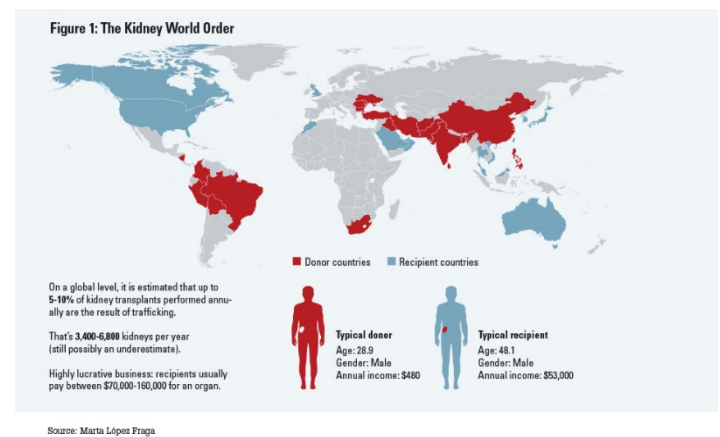 Figure 1: The Kidney World Order
Donor countries
Recipient countries
On a global level, it is estimated that up to
5-10% of kidney transplants performed annu-
ally are the result of trafficking.
That's 3,400-6,800 kidneys per year
(still possibly an underestimate).
Highly lucrative business: recipients usually
pay between $70,000-160,000 for an organ.
Typical donor
Age: 28.9
Gender: Male
Annual income: $480
Typical recipient
Age: 48.1
Gender: Male
Annual income: $53,000
Source: Marta López Fraga